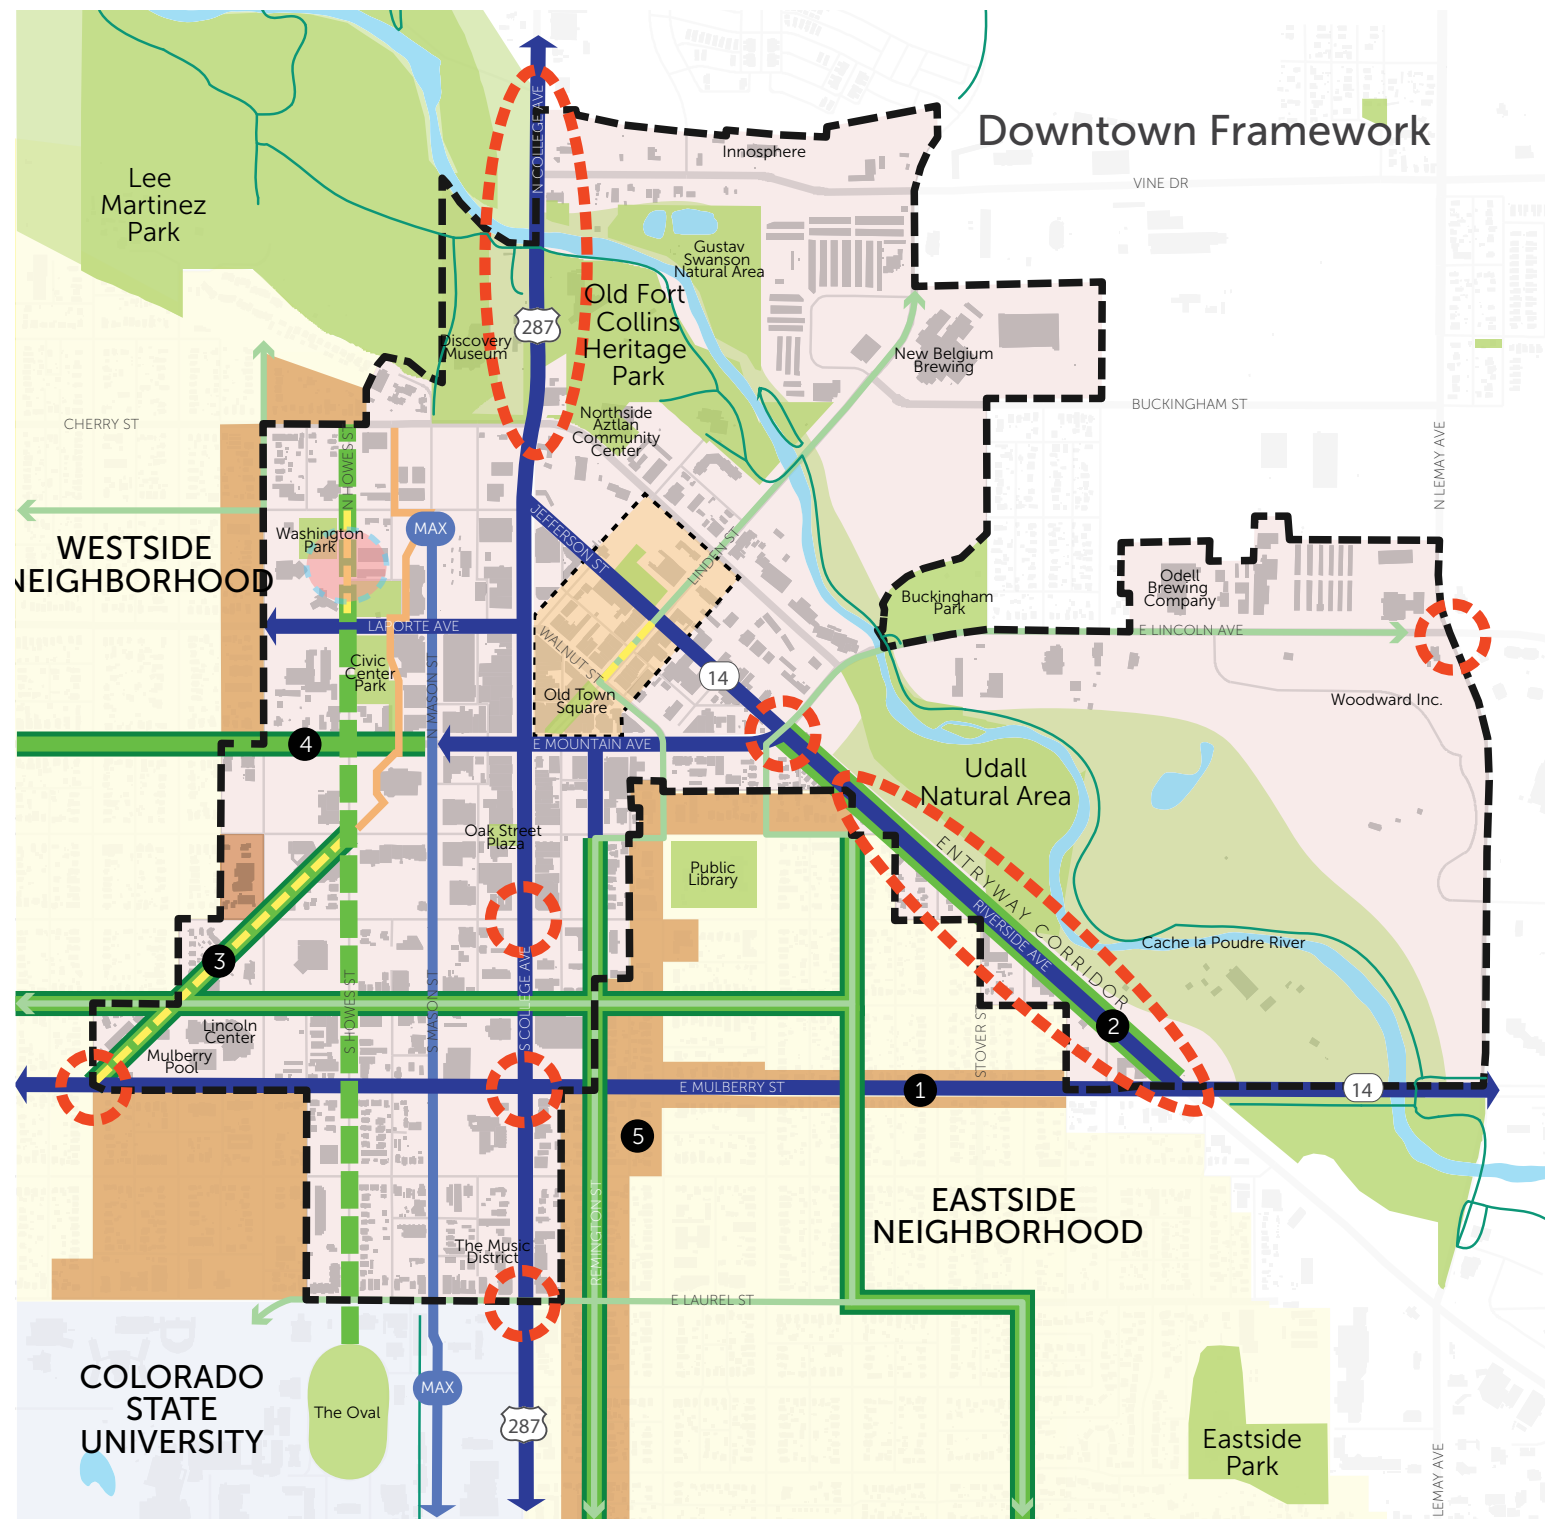 Downtown Framework
N COLLEGE AVE
Innosphere
VINE DR
Lee
Martinez
Park
Gustav
Swanson
Natural Area
Old Fort
Collins
Heritage
Park
287
Discovery
Museum
New Belgium
Brewing
CHERRY ST
BUCKINGHAM ST
Northside
Aztlan
Community
Center
N HOWES ST
N LEMAY AVE
MAX
JEFFERSON ST
LINDEN ST
Washington
Park
WESTSIDE
NEIGHBORHOOD
Odell
Brewing
Company
Buckingham
Park
LAPORTE AVE
E LINCOLN AVE
WALNUT ST
Civic
Center
Park
N MASON ST
14
Old Town
Square
Woodward Inc.
4
E MOUNTAIN AVE
Udall
Natural Area
Oak Street
Plaza
Public
Library
ENTRYWAY CORRIDOR
RIVERSIDE AVE
Cache la Poudre River
3
S HOWES ST
S MASON ST
S COLLEGE AVE
Lincoln
Center
Mulberry
Pool
STOVER ST
2
E MULBERRY ST
1
14
5
REMINGTON ST
EASTSIDE
NEIGHBORHOOD
The Music
District
E LAUREL ST
COLORADO
STATE
UNIVERSITY
MAX
The Oval
287
Eastside
Park
LEMAY AVE